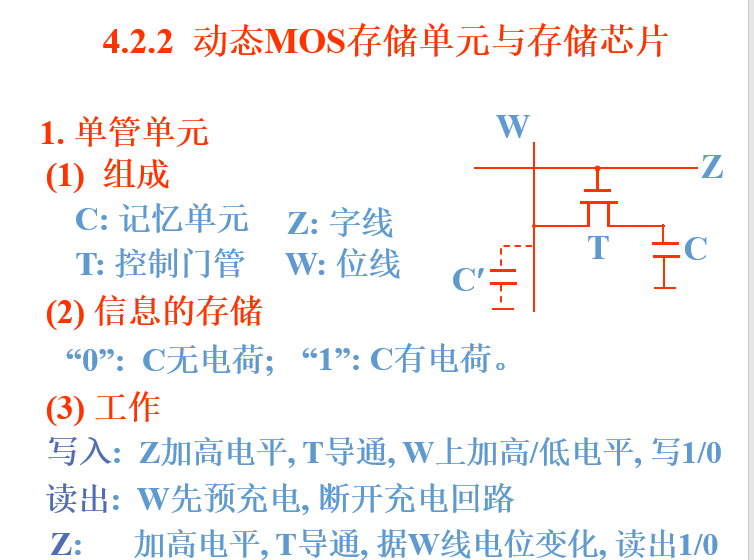 4.2.2 动态MOS存储单元与存储芯片
1. 单管单元
(1) 组成
C: 记忆单元 Z: 字线
T: 控制门管 W: 位线
W
Z
T
C
C′
(2) 信息的存储
“0”: C无电荷; “1”: C有电荷。
(3) 工作
写入: Z加高电平, T导通, W上加高/低电平, 写1/0
读出: W先预充电, 断开充电回路
Z: 加高电平, T导通, 据W线电位变化, 读出1/0